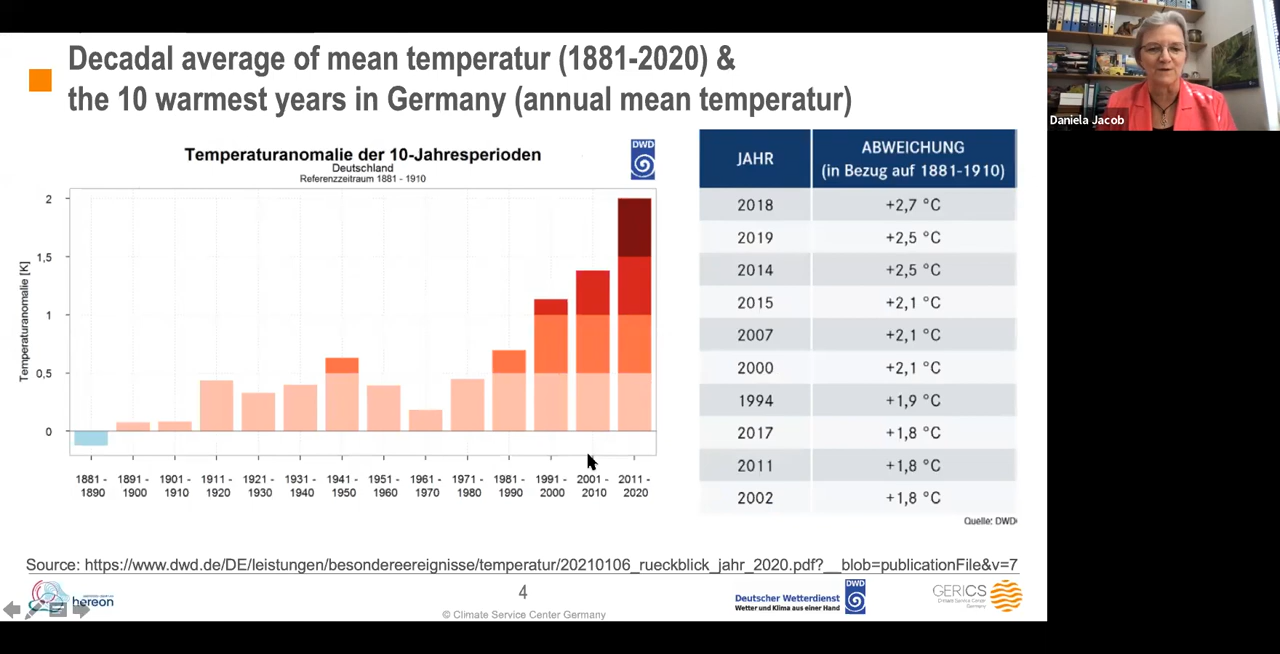 Decadal average of mean temperatur (1881-2020) &
the 10 warmest years in Germany (annual mean temperatur)
Daniela Jacob
Temperaturanomalie der 10-Jahresperioden
Deutschland
Referenzzeitraum 1881 - 1910
DWD
Temperaturanomalie [K]
2
1,5
1
0,5
0
1881 - 1890
1891 - 1900
1901 - 1910
1911 - 1920
1921 - 1930
1931 - 1940
1941 - 1950
1951 - 1960
1961 - 1970
1971 - 1980
1981 - 1990
1991 - 2000
2001 - 2010
2011 - 2020
JAHR ABWEICHUNG
(in Bezug auf 1881-1910)
2018 +2,7 °C
2019 +2,5 °C
2014 +2,5 °C
2015 +2,1 °C
2007 +2,1 °C
2000 +2,1 °C
1994 +1,9 °C
2017 +1,8 °C
2011 +1,8 °C
2002 +1,8 °C
Quelle: DWD
Source: https://www.dwd.de/DE/leistungen/besondereereignisse/temperatur/20210106_rueckblick_jahr_2020.pdf?__blob=publicationFile&v=7
hereon
4
© Climate Service Center Germany
Deutscher Wetterdienst
Wetter und Klima aus einer Hand
DWD
GERICS
Climate Service Center
Germany